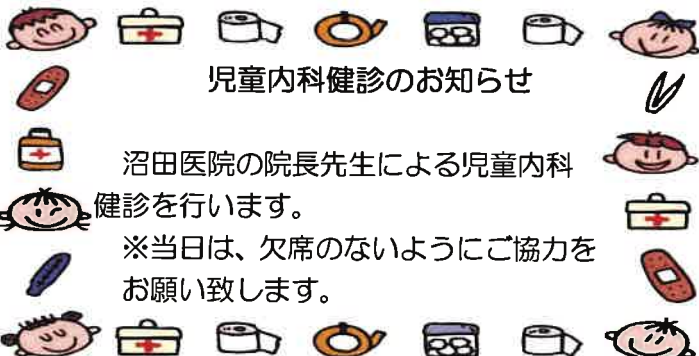 児童内科健診のお知らせ
沼田医院の院長先生による児童内科
健診を行います。
※当日は、欠席のないようにご協力を
お願い致します。